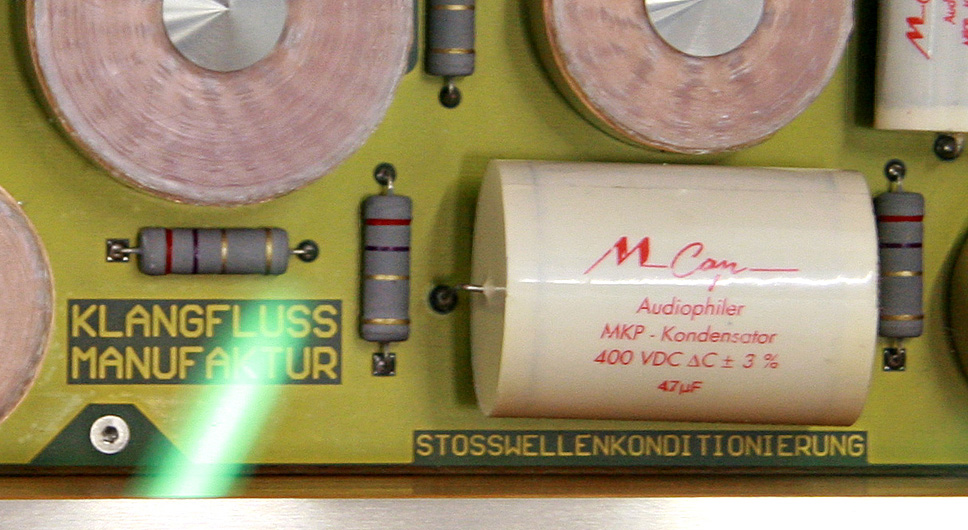 KLANGFLUSS
MANUFAKTUR
M Cap
Audiophiler
MKP - Kondensator
400 VDC ΔC ± 3 %
47µF
STOSSWELLENKONDITIONIERUNG